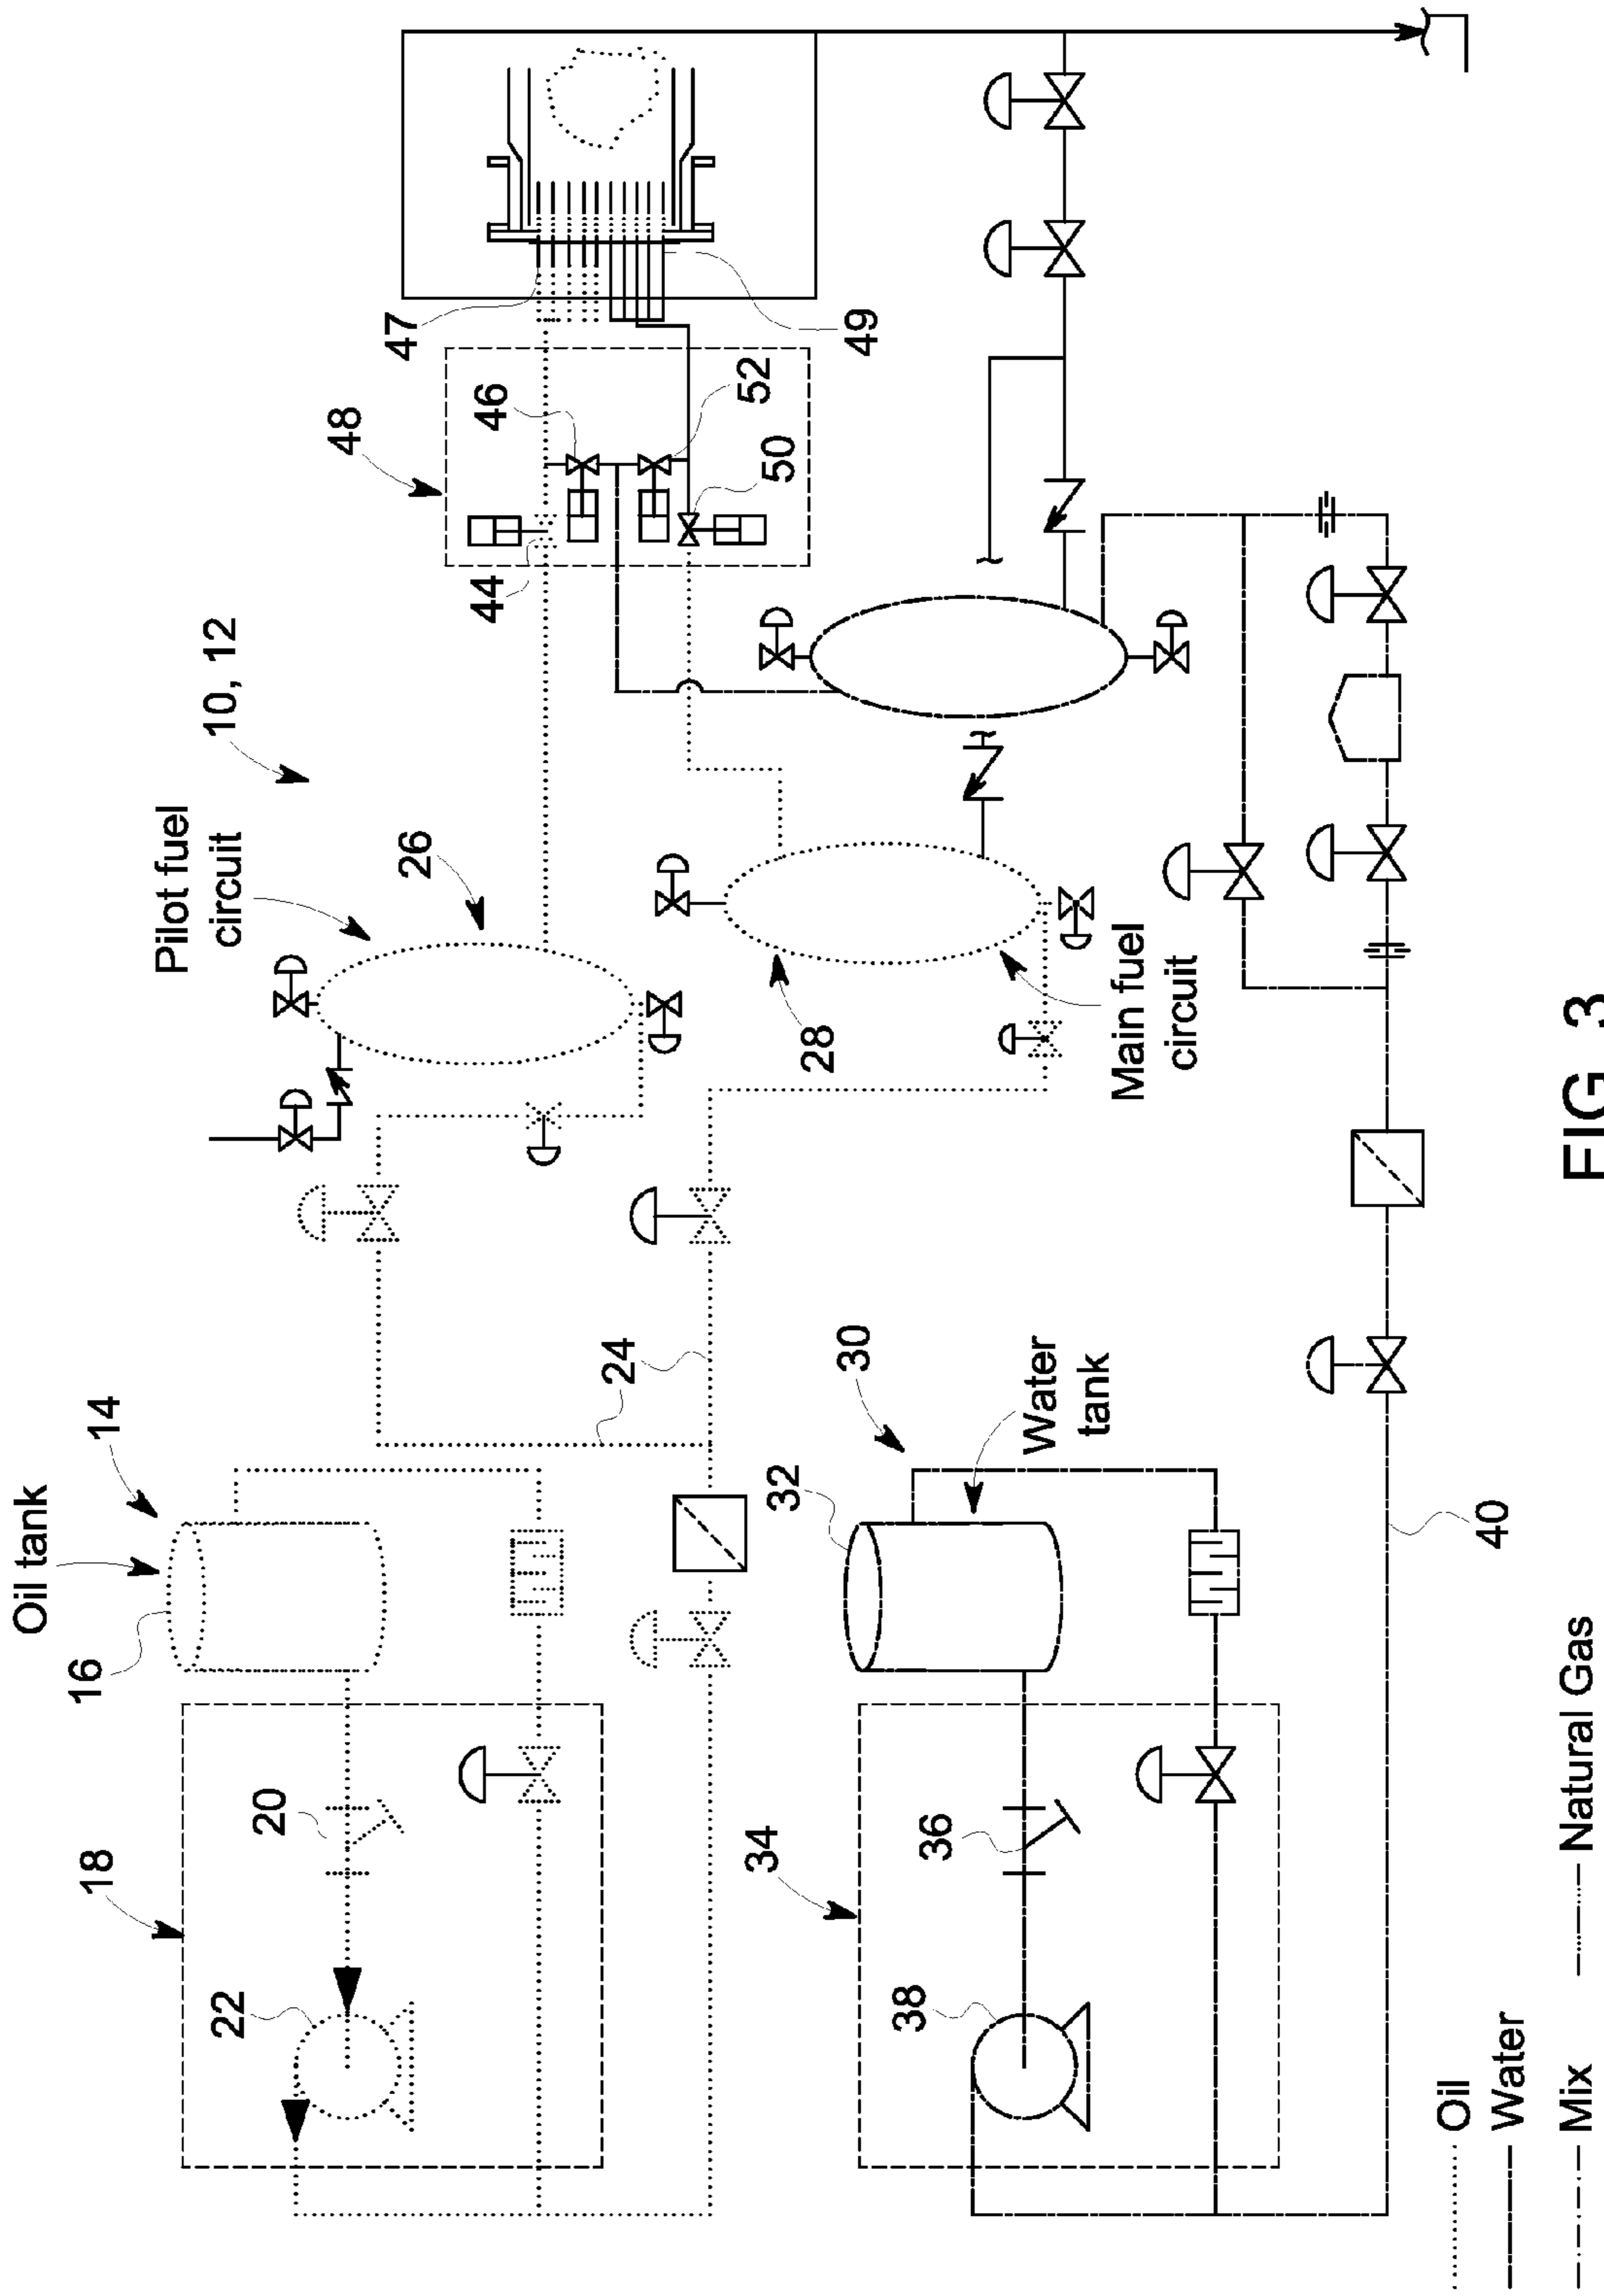 Oil tank
14
16
18
20
22
24
Pilot fuel
circuit
10, 12
26
28
Main fuel
circuit
48
44
46
47
49
52
50
30
32
Water
tank
34
36
38
40
Oil
Water
Mix
Natural Gas
FIG. 3